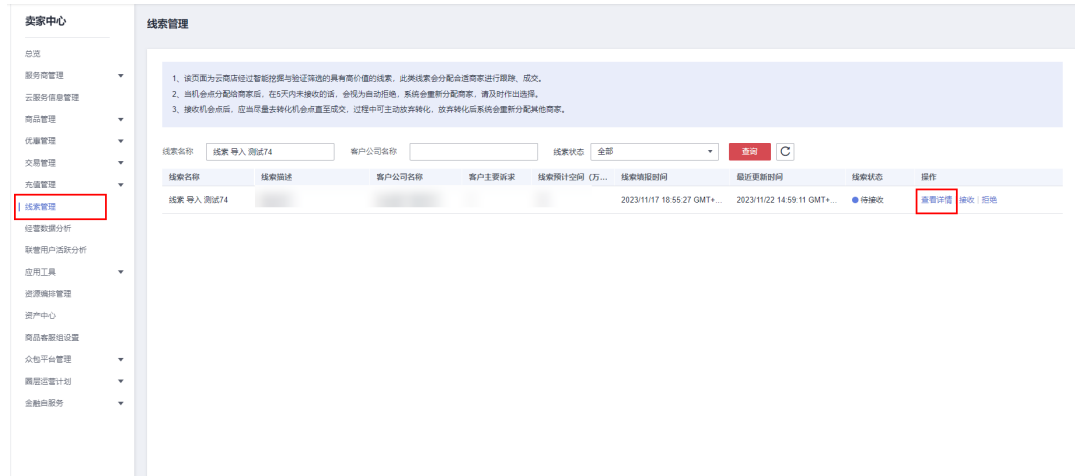 卖家中心
线索管理
总览
服务商管理
云服务信息管理
商品管理
优惠管理
交易管理
充值管理
线索管理
经营数据分析
联营用户活跃分析
应用工具
资源编排管理
资产中心
商品客服组设置
众包平台管理
腾层运营计划
金融自服务
1、该页面为云商店经过智能挖掘与验证筛选的具有高价值的线索，此类线索会分配合适商家进行跟踪、成交。
2、当机会点分配给商家后，在5天内未接收的话，会视为自动拒绝，系统会重新分配商家，请及时作出选择。
3、接收机会点后，应当尽量去转化机会点直至成交，过程中可主动放弃转化，放弃转化后系统会重新分配其他商家。
线索名称 线索 导入 测试74 客户公司名称 线索状态 全部 查询
线索名称 线索描述 客户公司名称 客户主要诉求 线索预计空间（万... 线索填报时间 最近更新时间 线索状态 操作
线索 导入 测试74 2023/11/17 18:55:27 GMT+... 2023/11/22 14:59:11 GMT+... 待接收 查看详情 接收 拒绝